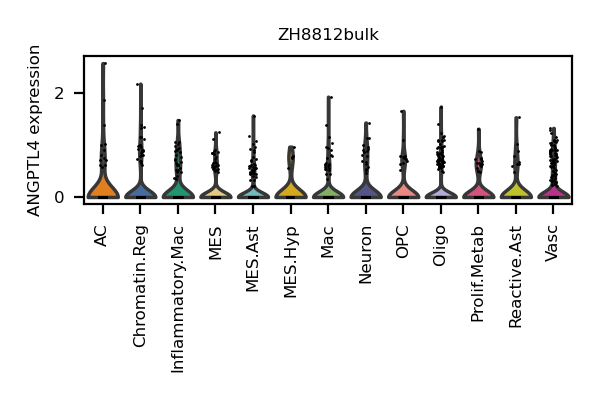 ZH8812bulk
ANGPTL4 expression
2
0
AC
Chromatin.Reg
Inflammatory.Mac
MES
MES.Ast
MES.Hyp
Mac
Neuron
OPC
Oligo
Prolif.Metab
Reactive.Ast
Vasc